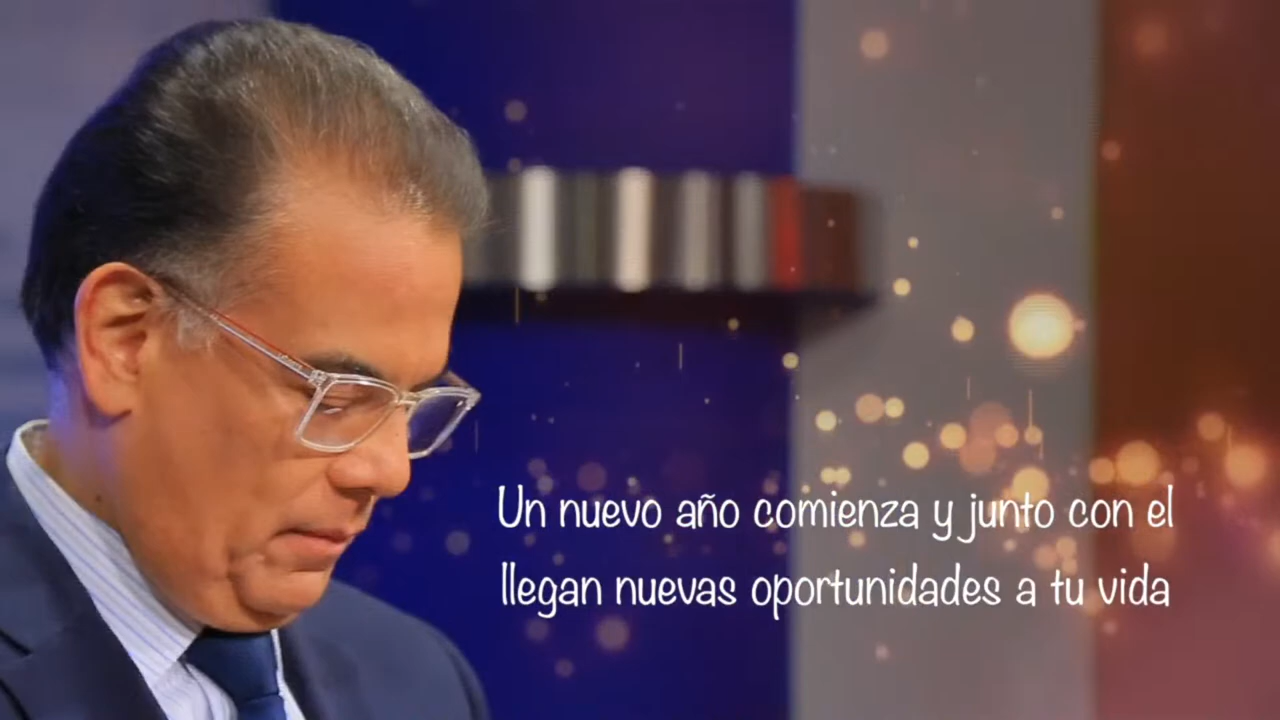 Un nuevo año comienza y junto con el
llegan nuevas oportunidades a tu vida